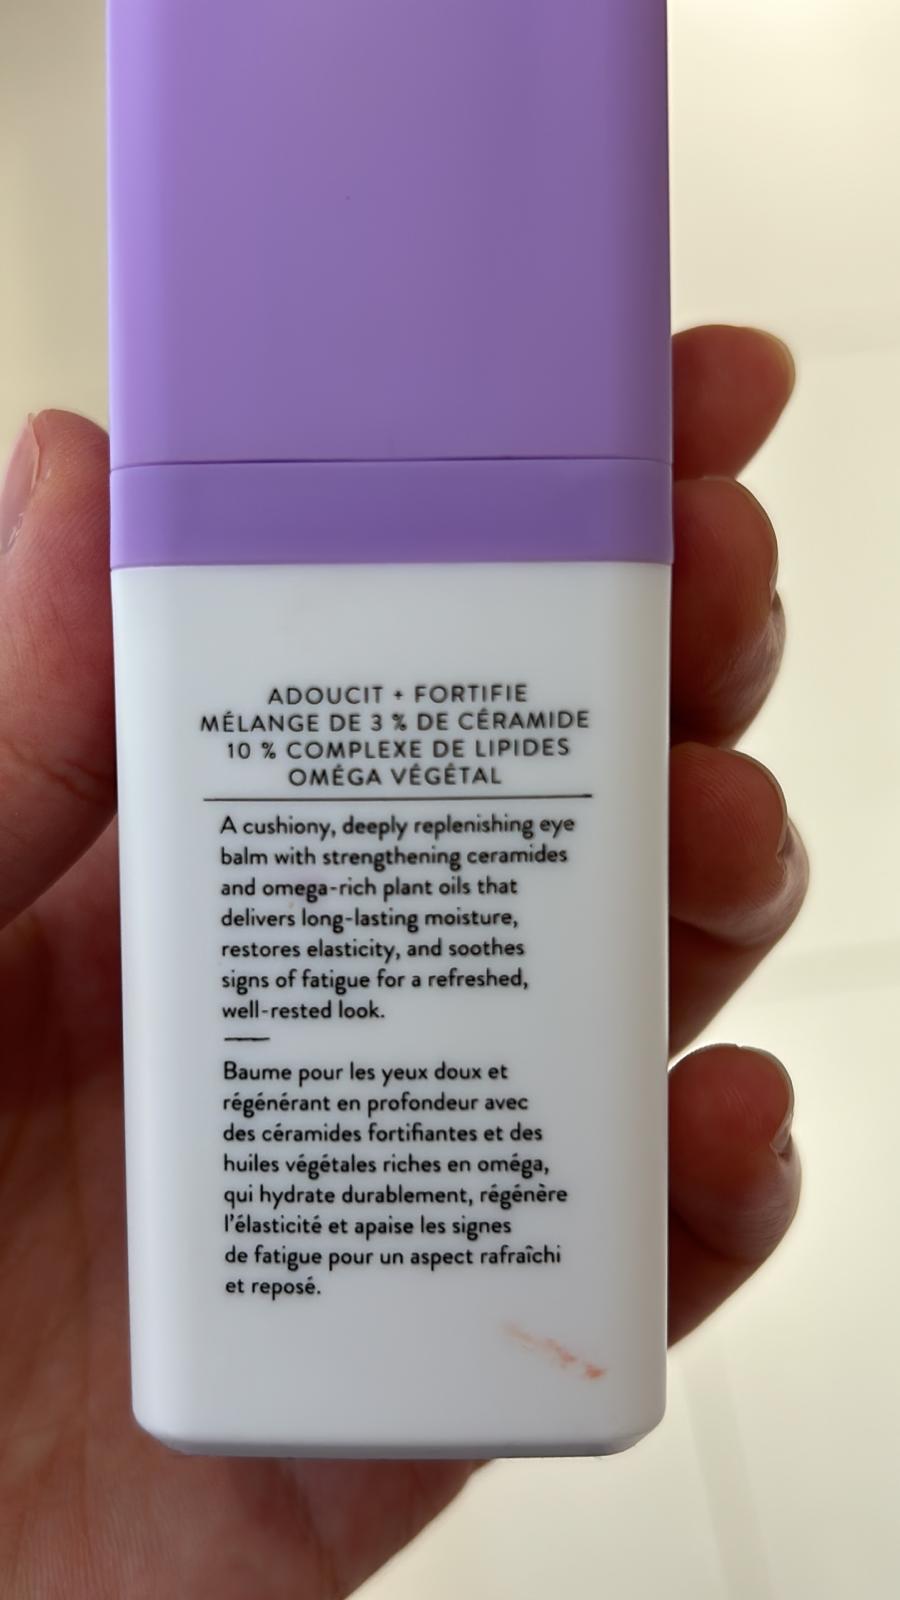 ADOUCIT + FORTIFIE
MÉLANGE DE 3 % DE CÉRAMIDE
10 % COMPLEXE DE LIPIDES
OMÉGA VÉGÉTAL
A cushiony, deeply replenishing eye
balm with strengthening ceramides
and omega-rich plant oils that
delivers long-lasting moisture,
restores elasticity, and soothes
signs of fatigue for a refreshed,
well-rested look.
Baume pour les yeux doux et
régénérant en profondeur avec
des céramides fortifiantes et des
huiles végétales riches en oméga,
qui hydrate durablement, régénère
l'élasticité et apaise les signes
de fatigue pour un aspect rafraîchi
et reposé.